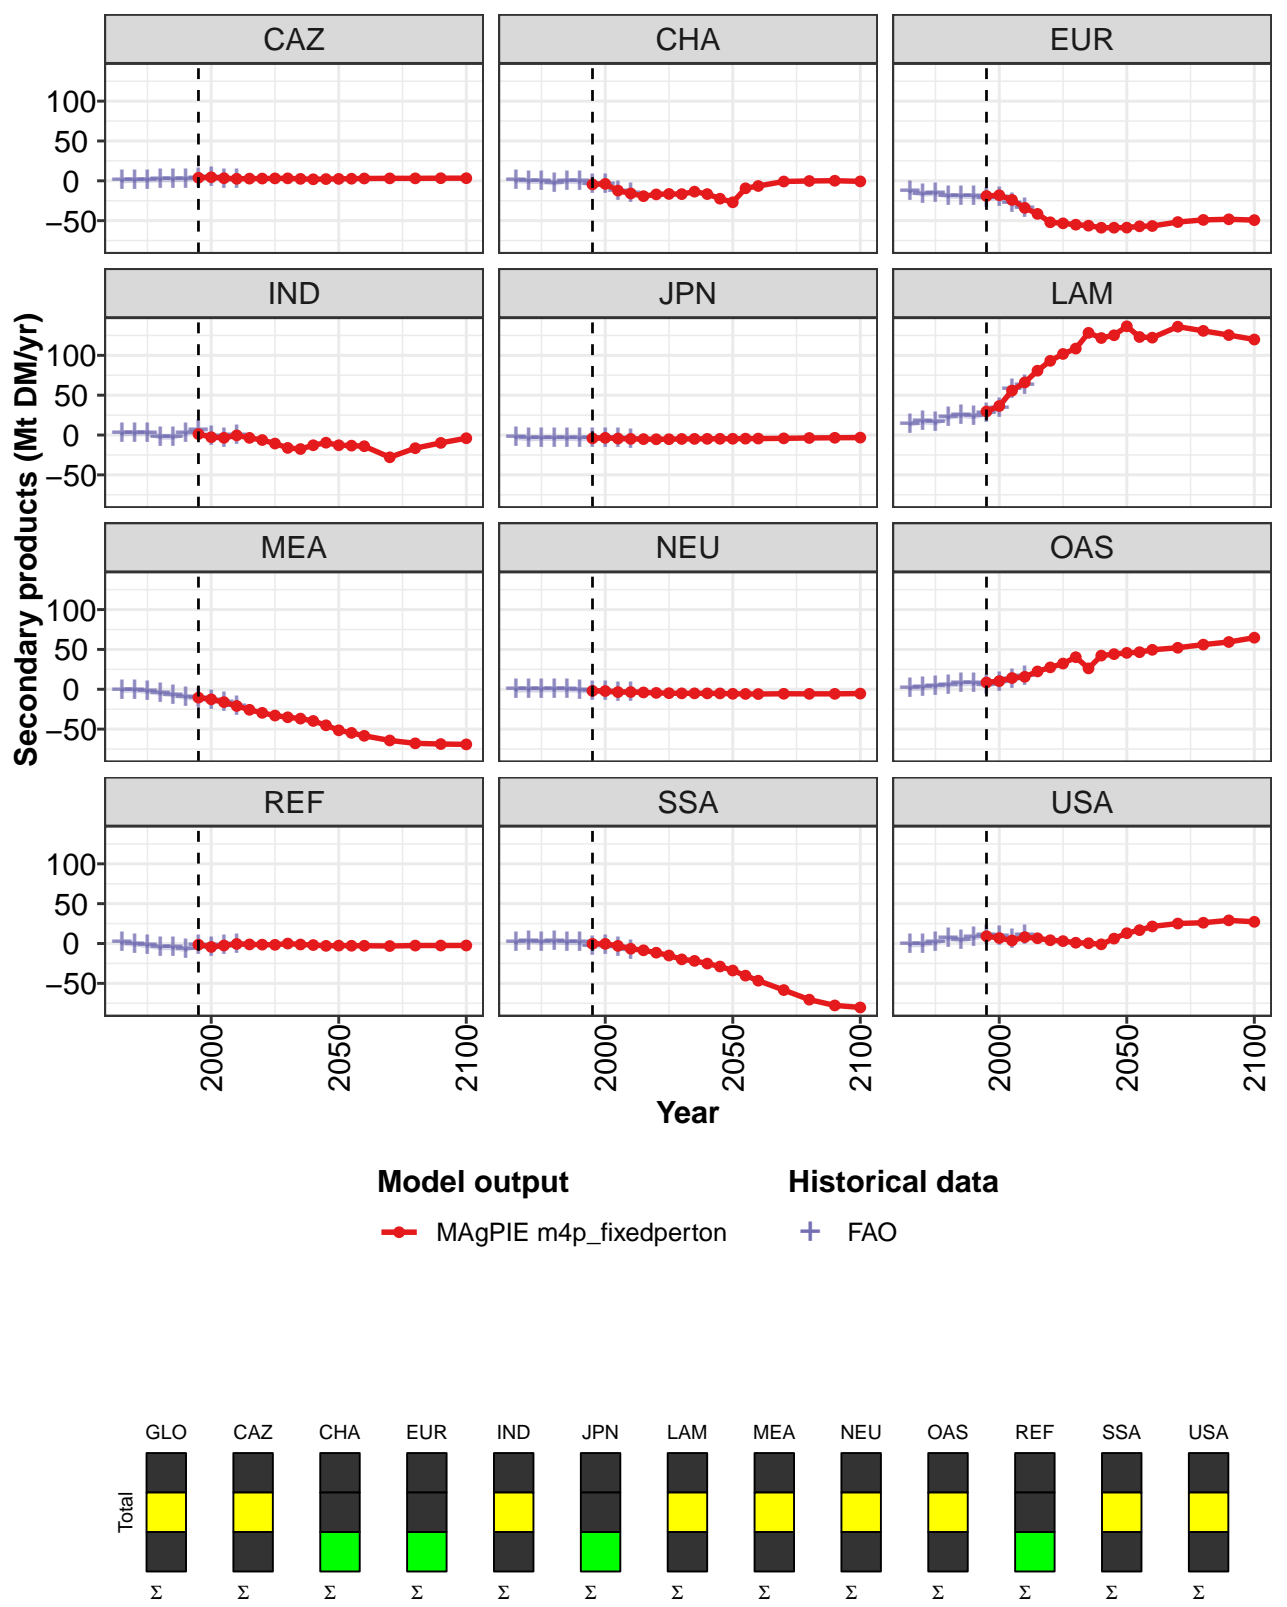 CAZ CHA EUR
100
50
0
−50
IND JPN LAM
100
50
0
−50
MEA NEU OAS
100
50
0
−50
REF SSA USA
100
50
0
−50
Secondary products (Mt DM/yr)
2000 2050 2100 2000 2050 2100 2000 2050 2100
Year
Model output Historical data
MAgPIE m4p_fixedperton FAO
GLO CAZ CHA EUR IND JPN LAM MEA NEU OAS REF SSA USA
Total
Σ Σ Σ Σ Σ Σ Σ Σ Σ Σ Σ Σ Σ